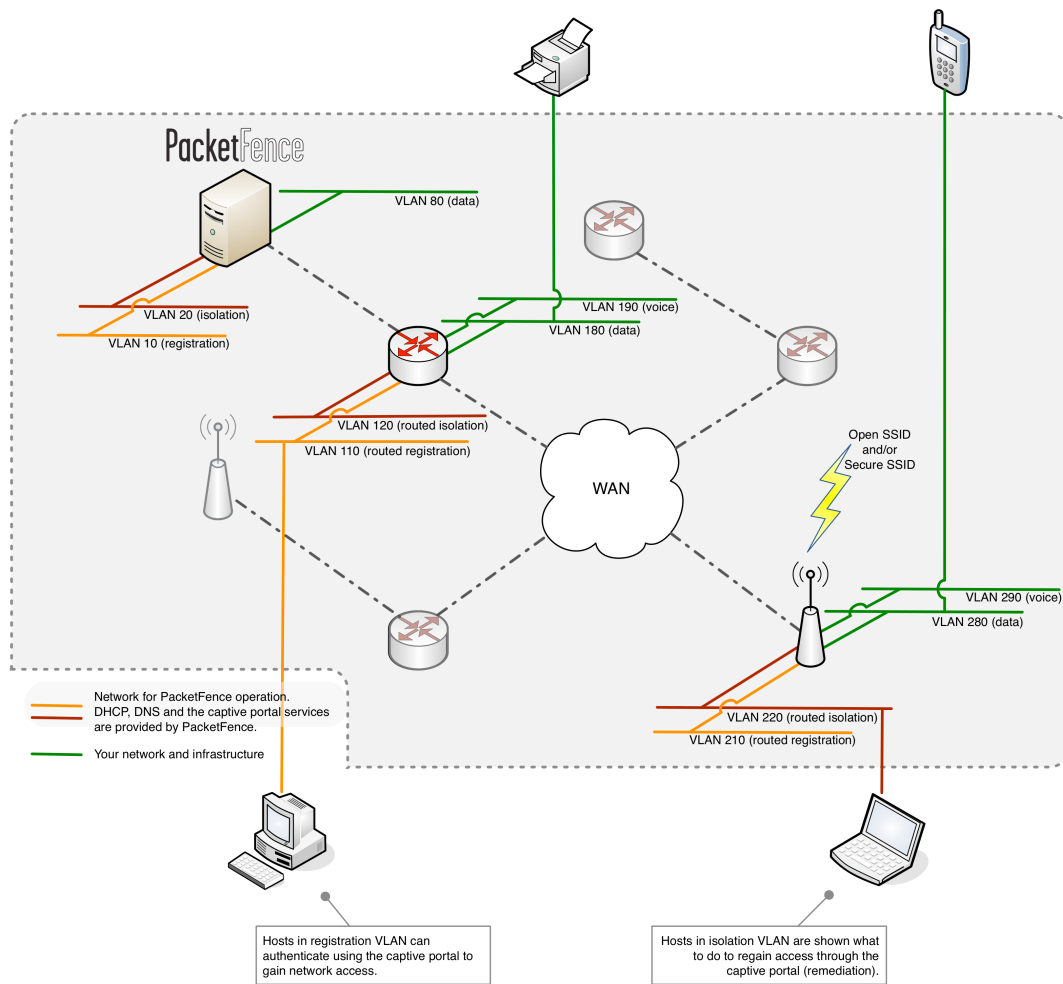 PacketFence
VLAN 80 (data)
VLAN 20 (isolation)
VLAN 10 (registration)
VLAN 190 (voice)
VLAN 180 (data)
VLAN 120 (routed isolation)
VLAN 110 (routed registration)
WAN
Open SSID
and/or
Secure SSID
VLAN 290 (voice)
VLAN 280 (data)
VLAN 220 (routed isolation)
VLAN 210 (routed registration)
Network for PacketFence operation.
DHCP, DNS and the captive portal services
are provided by PacketFence.
Your network and infrastructure
Hosts in registration VLAN can
authenticate using the captive portal to
gain network access.
Hosts in isolation VLAN are shown what
to do to regain access through the
captive portal (remediation).